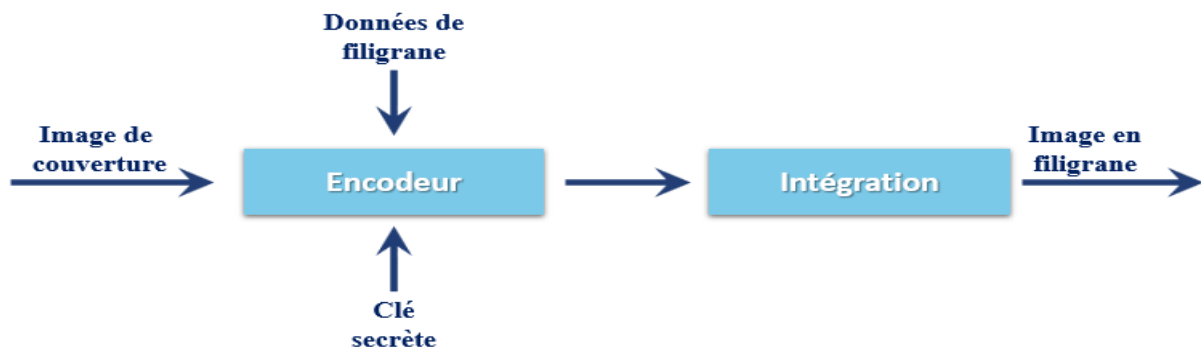 Données de
filigrane
Image de
couverture
Encodeur
Intégration
Image en
filigrane
Clé
secrète